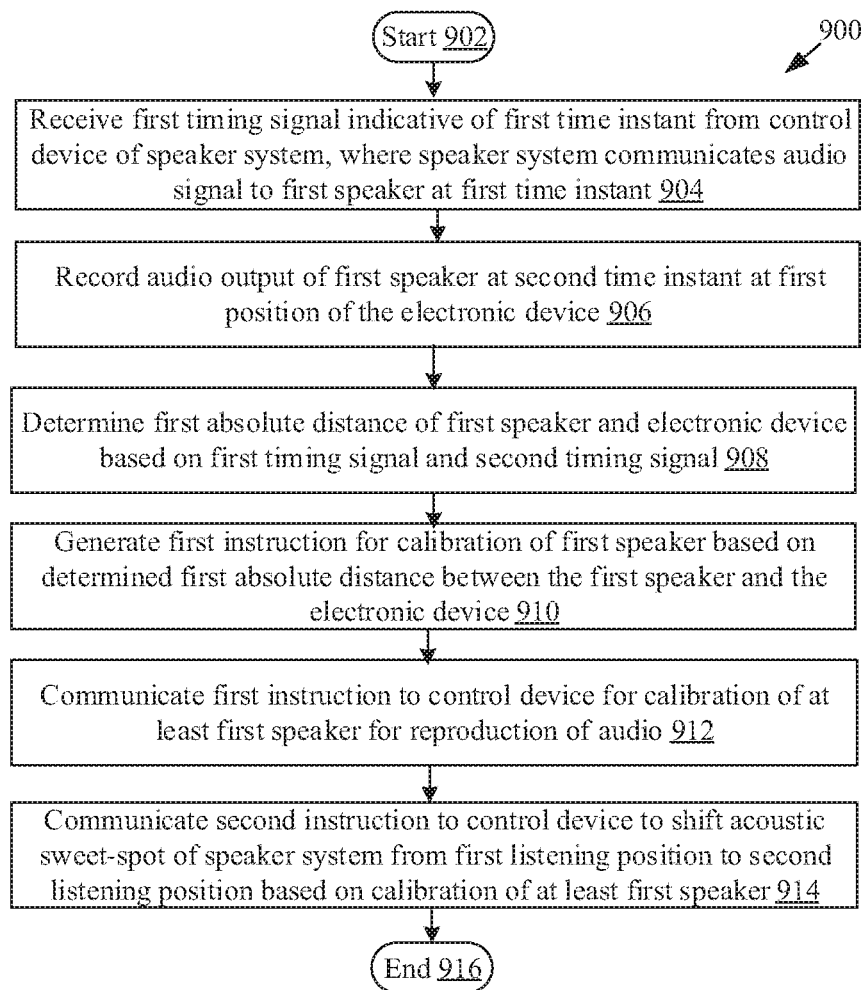 Start 902
900
Receive first timing signal indicative of first time instant from control
device of speaker system, where speaker system communicates audio
signal to first speaker at first time instant 904
Record audio output of first speaker at second time instant at first
position of the electronic device 906
Determine first absolute distance of first speaker and electronic device
based on first timing signal and second timing signal 908
Generate first instruction for calibration of first speaker based on
determined first absolute distance between the first speaker and the
electronic device 910
Communicate first instruction to control device for calibration of at
least first speaker for reproduction of audio 912
Communicate second instruction to control device to shift acoustic
sweet-spot of speaker system from first listening position to second
listening position based on calibration of at least first speaker 914
End 916